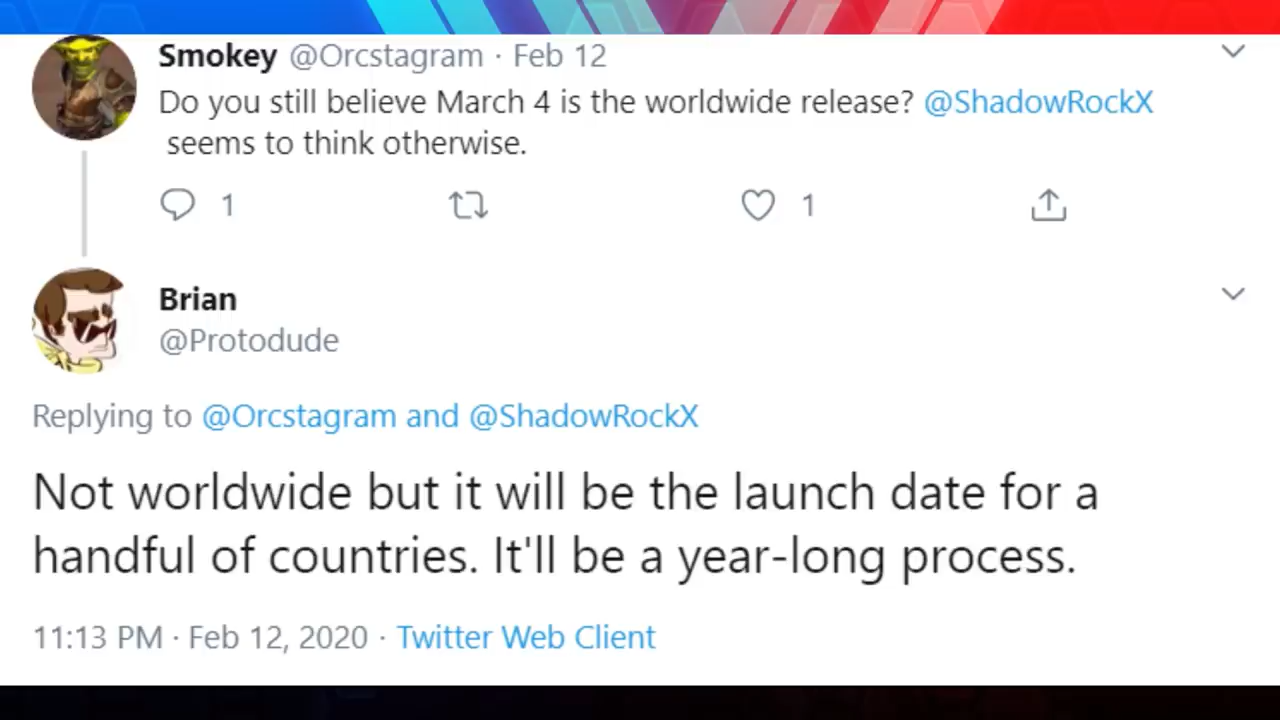 Smokey @Orcstagram · Feb 12
Do you still believe March 4 is the worldwide release? @ShadowRockX
seems to think otherwise.
1 1
Brian
@Protodude
Replying to @Orcstagram and @ShadowRockX
Not worldwide but it will be the launch date for a
handful of countries. It'll be a year-long process.
11:13 PM · Feb 12, 2020 · Twitter Web Client